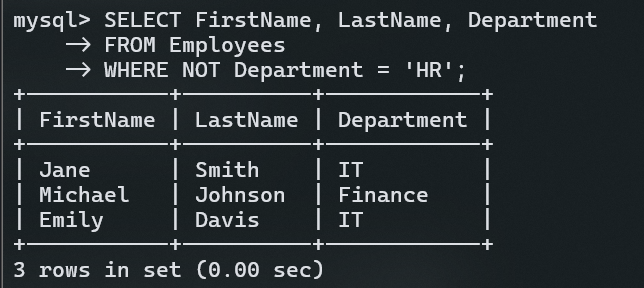 mysql> SELECT FirstName, LastName, Department
    -> FROM Employees
    -> WHERE NOT Department = 'HR';
+-----------+----------+------------+
| FirstName | LastName | Department |
+-----------+----------+------------+
| Jane      | Smith    | IT         |
| Michael   | Johnson  | Finance    |
| Emily     | Davis    | IT         |
+-----------+----------+------------+
3 rows in set (0.00 sec)